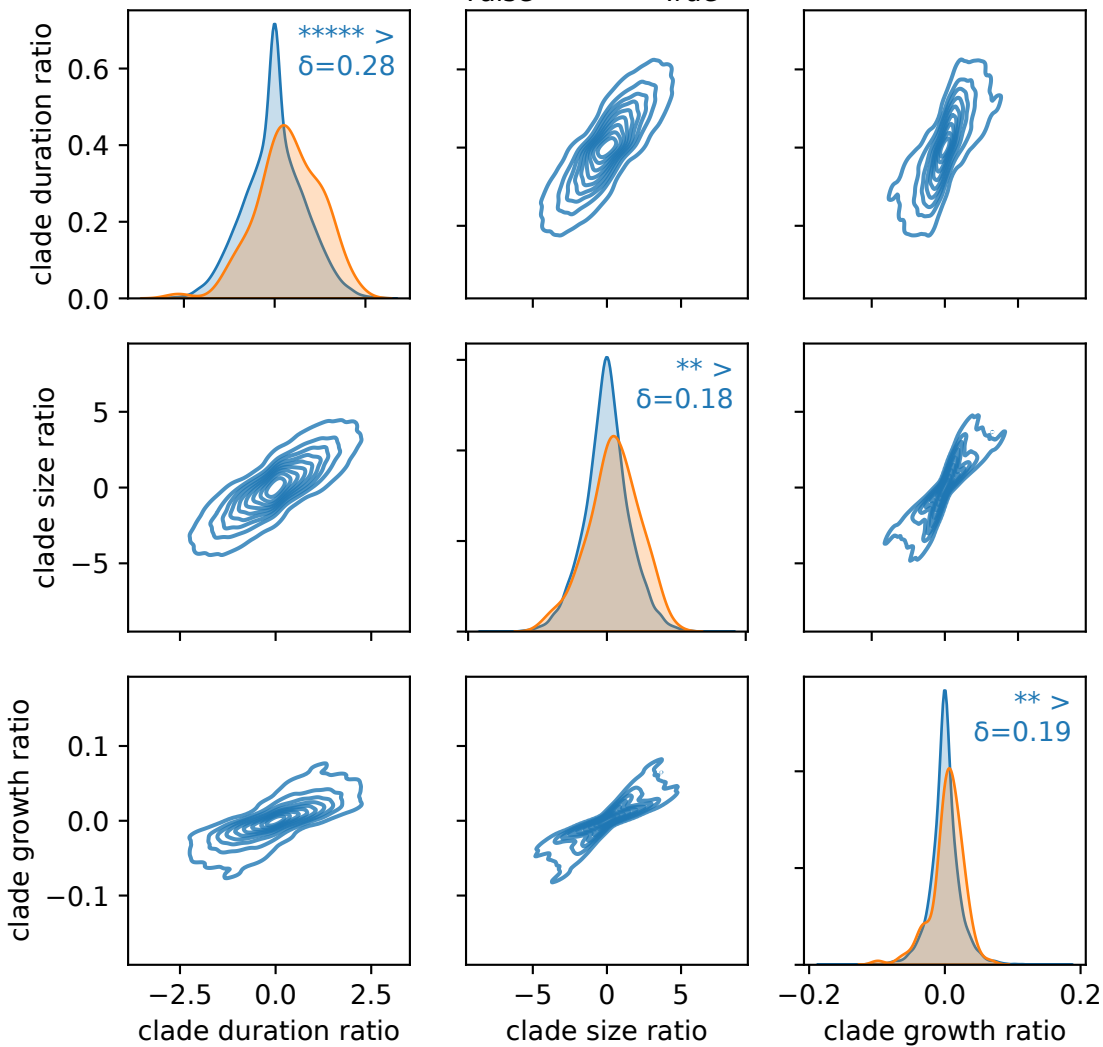 ***** >
δ=0.28
clade duration ratio
0.6
0.4
0.2
0.0
** >
δ=0.18
clade size ratio
5
0
−5
** >
δ=0.19
clade growth ratio
0.1
0.0
−0.1
−2.5 0.0 2.5 −5 0 5 −0.2 0.0 0.2
clade duration ratio clade size ratio clade growth ratio